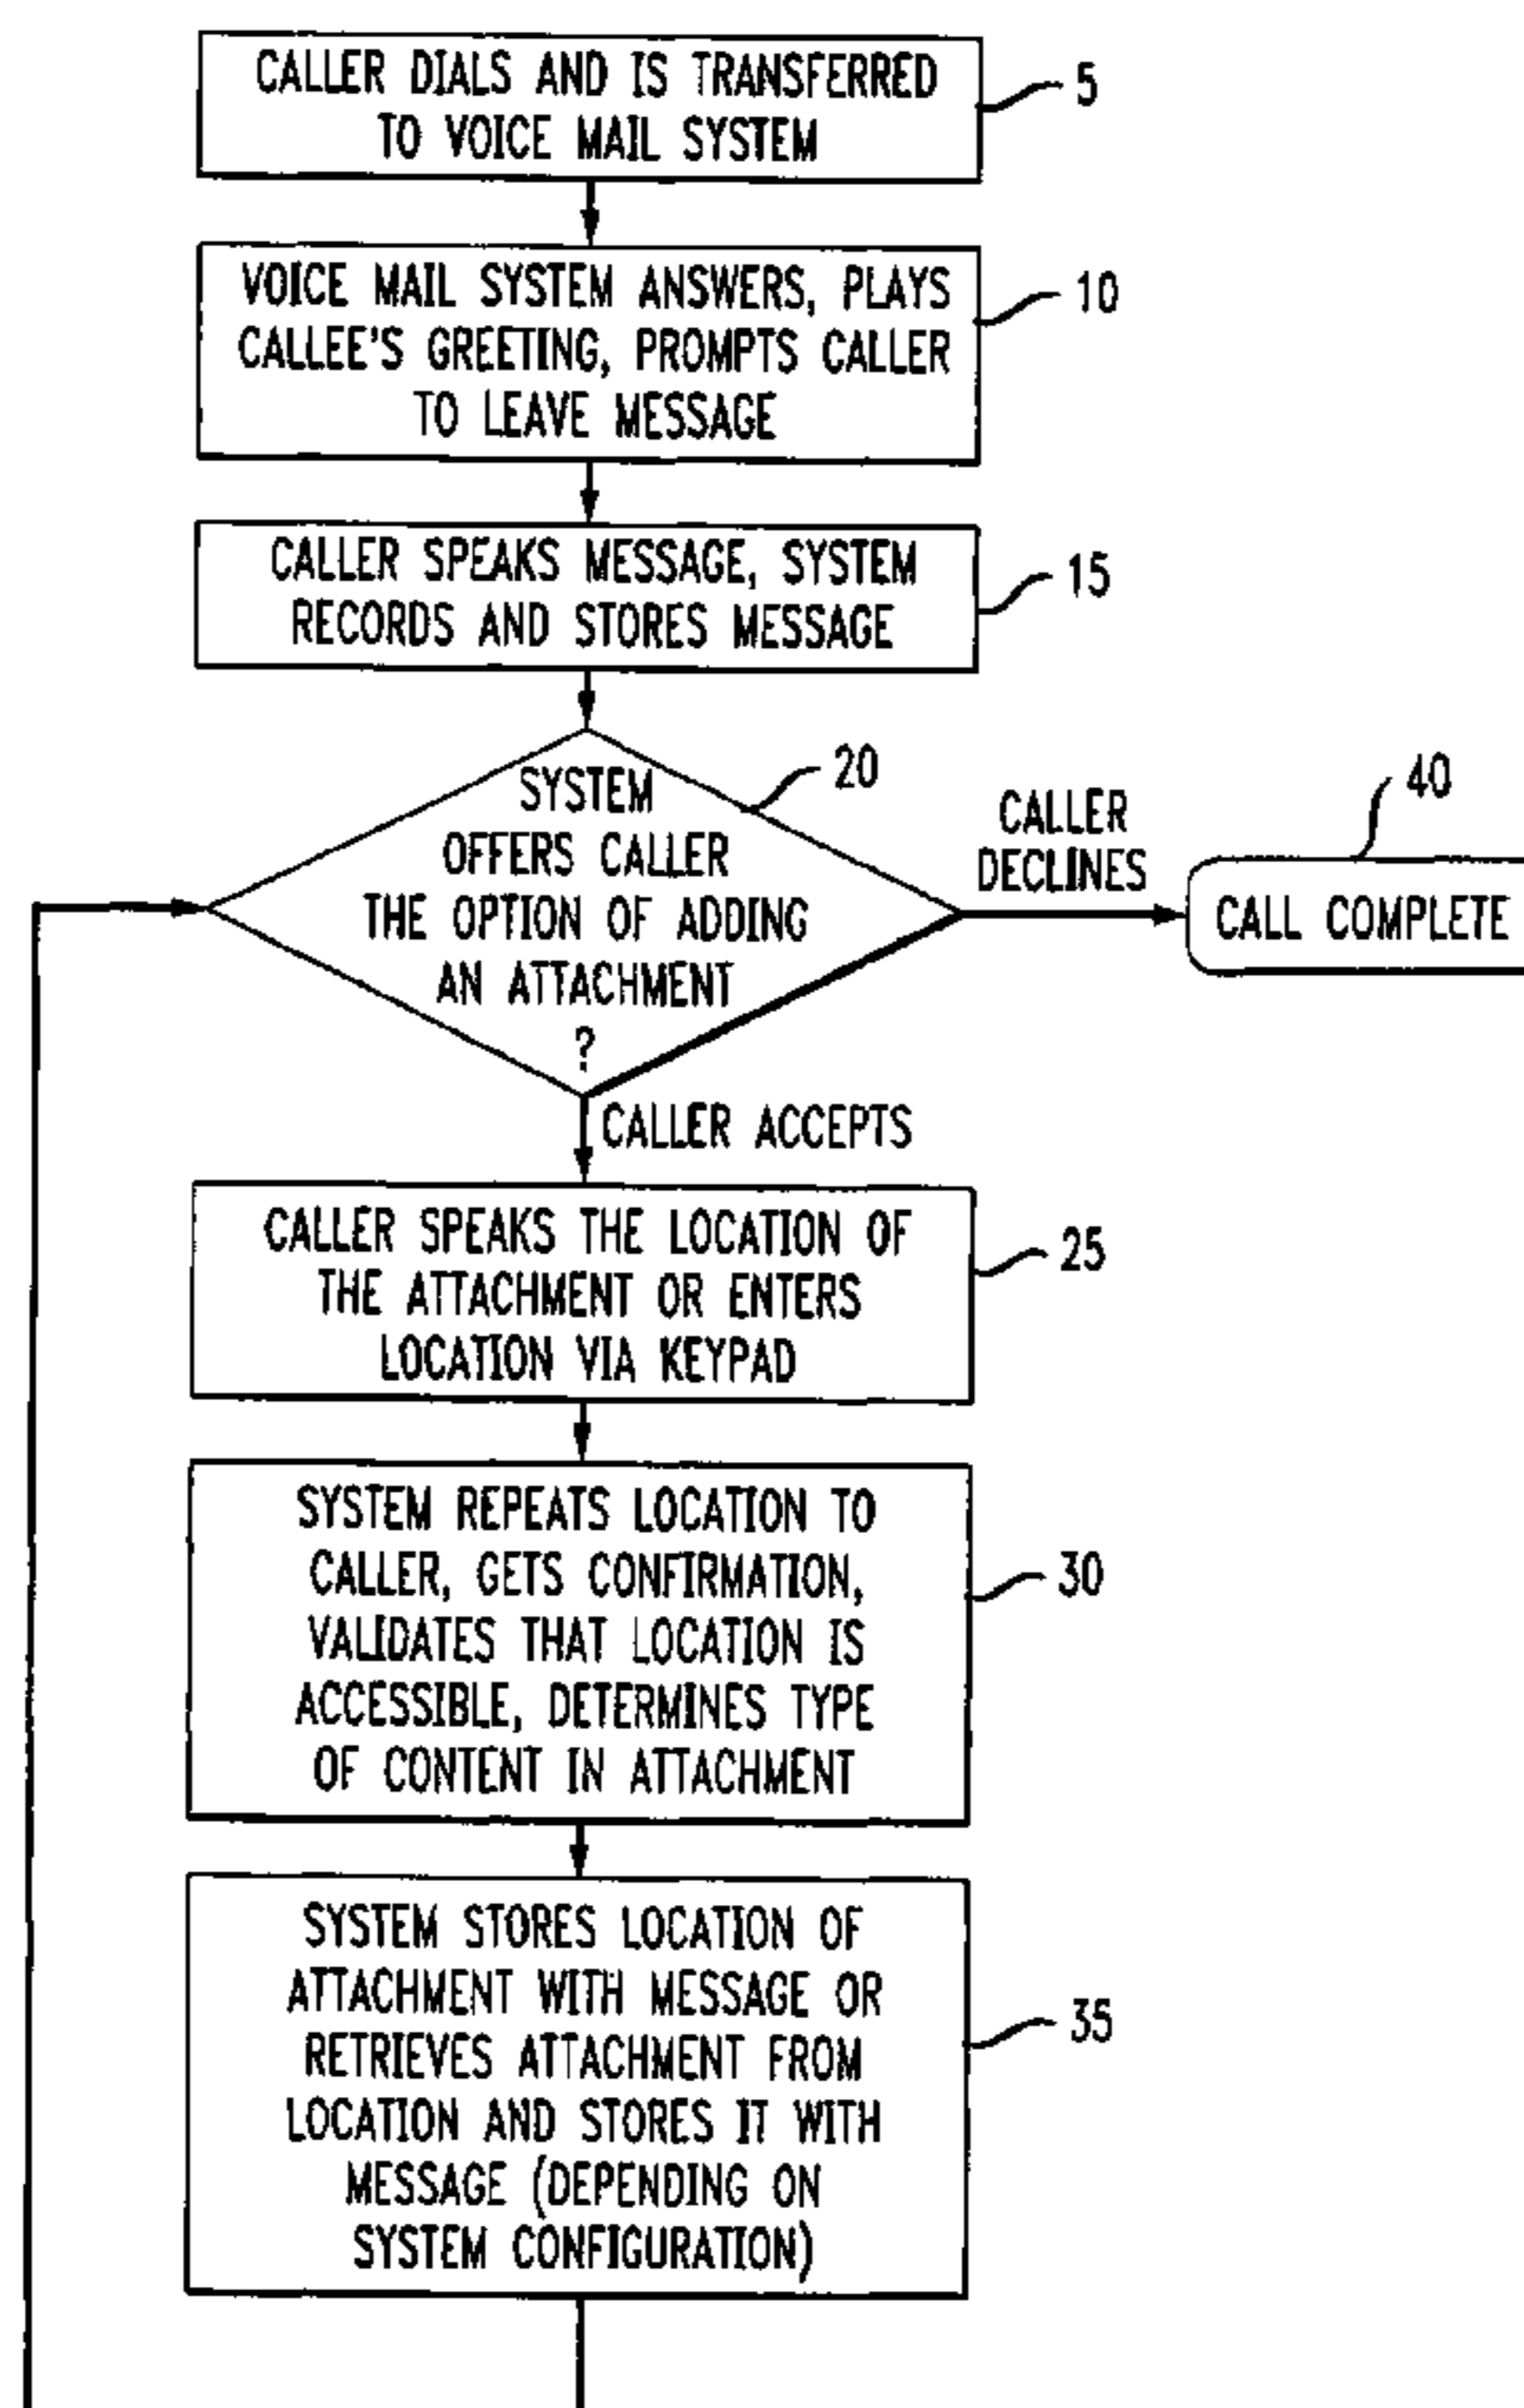 CALLER DIALS AND IS TRANSFERRED
TO VOICE MAIL SYSTEM
5
VOICE MAIL SYSTEM ANSWERS, PLAYS
CALLEE'S GREETING, PROMPTS CALLER
TO LEAVE MESSAGE
10
CALLER SPEAKS MESSAGE, SYSTEM
RECORDS AND STORES MESSAGE
15
SYSTEM
OFFERS CALLER
THE OPTION OF ADDING
AN ATTACHMENT
?
20
CALLER
DECLINES
40
CALL COMPLETE
CALLER ACCEPTS
CALLER SPEAKS THE LOCATION OF
THE ATTACHMENT OR ENTERS
LOCATION VIA KEYPAD
25
SYSTEM REPEATS LOCATION TO
CALLER, GETS CONFIRMATION,
VALIDATES THAT LOCATION IS
ACCESSIBLE, DETERMINES TYPE
OF CONTENT IN ATTACHMENT
30
SYSTEM STORES LOCATION OF
ATTACHMENT WITH MESSAGE OR
RETRIEVES ATTACHMENT FROM
LOCATION AND STORES IT WITH
MESSAGE (DEPENDING ON
SYSTEM CONFIGURATION)
35